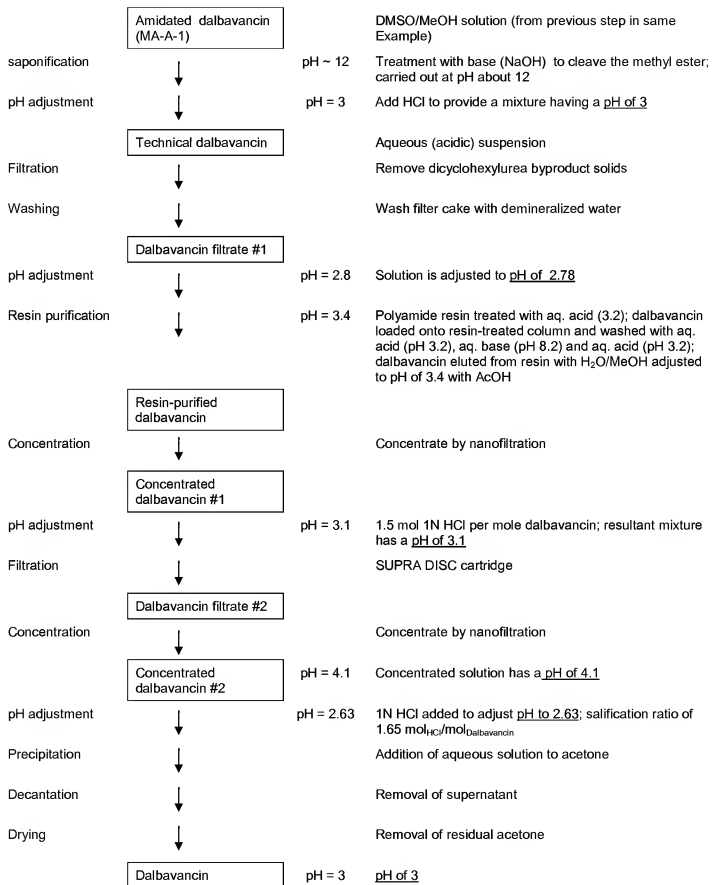 Amidated dalbavancin
(MA-A-1)
DMSO/MeOH solution (from previous step in same
Example)
saponification
pH ~ 12
Treatment with base (NaOH) to cleave the methyl ester;
carried out at pH about 12
pH adjustment
pH = 3
Add HCl to provide a mixture having a pH of 3
Technical dalbavancin
Aqueous (acidic) suspension
Filtration
Remove dicyclohexylurea byproduct solids
Washing
Wash filter cake with demineralized water
Dalbavancin filtrate #1
pH adjustment
pH = 2.8
Solution is adjusted to pH of 2.78
Resin purification
pH = 3.4
Polyamide resin treated with aq. acid (3.2); dalbavancin
loaded onto resin-treated column and washed with aq.
acid (pH 3.2), aq. base (pH 8.2) and aq. acid (pH 3.2);
dalbavancin eluted from resin with H₂O/MeOH adjusted
to pH of 3.4 with AcOH
Resin-purified
dalbavancin
Concentration
Concentrate by nanofiltration
Concentrated
dalbavancin #1
pH adjustment
pH = 3.1
1.5 mol 1N HCl per mole dalbavancin; resultant mixture
has a pH of 3.1
Filtration
SUPRA DISC cartridge
Dalbavancin filtrate #2
Concentration
Concentrate by nanofiltration
Concentrated
dalbavancin #2
pH = 4.1
Concentrated solution has a pH of 4.1
pH adjustment
pH = 2.63
1N HCl added to adjust pH to 2.63; salification ratio of
1.65 molHCl/molDalbavancin
Precipitation
Addition of aqueous solution to acetone
Decantation
Removal of supernatant
Drying
Removal of residual acetone
Dalbavancin
pH = 3
pH of 3